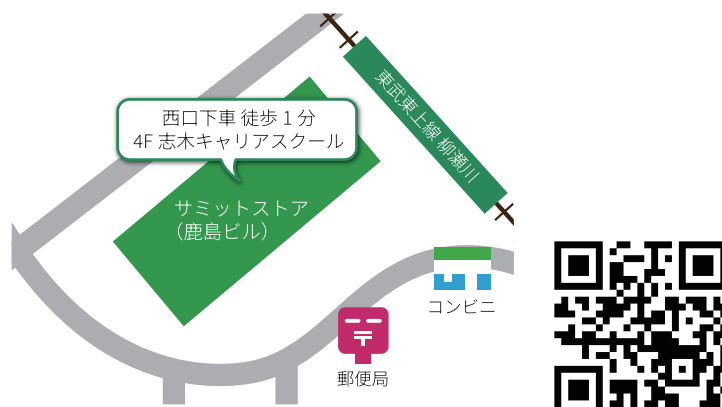 東武東上線 柳瀬川
西口下車 徒歩 1 分
4F 志木キャリアスクール
サミットストア
(鹿島ビル)
コンビニ
郵便局